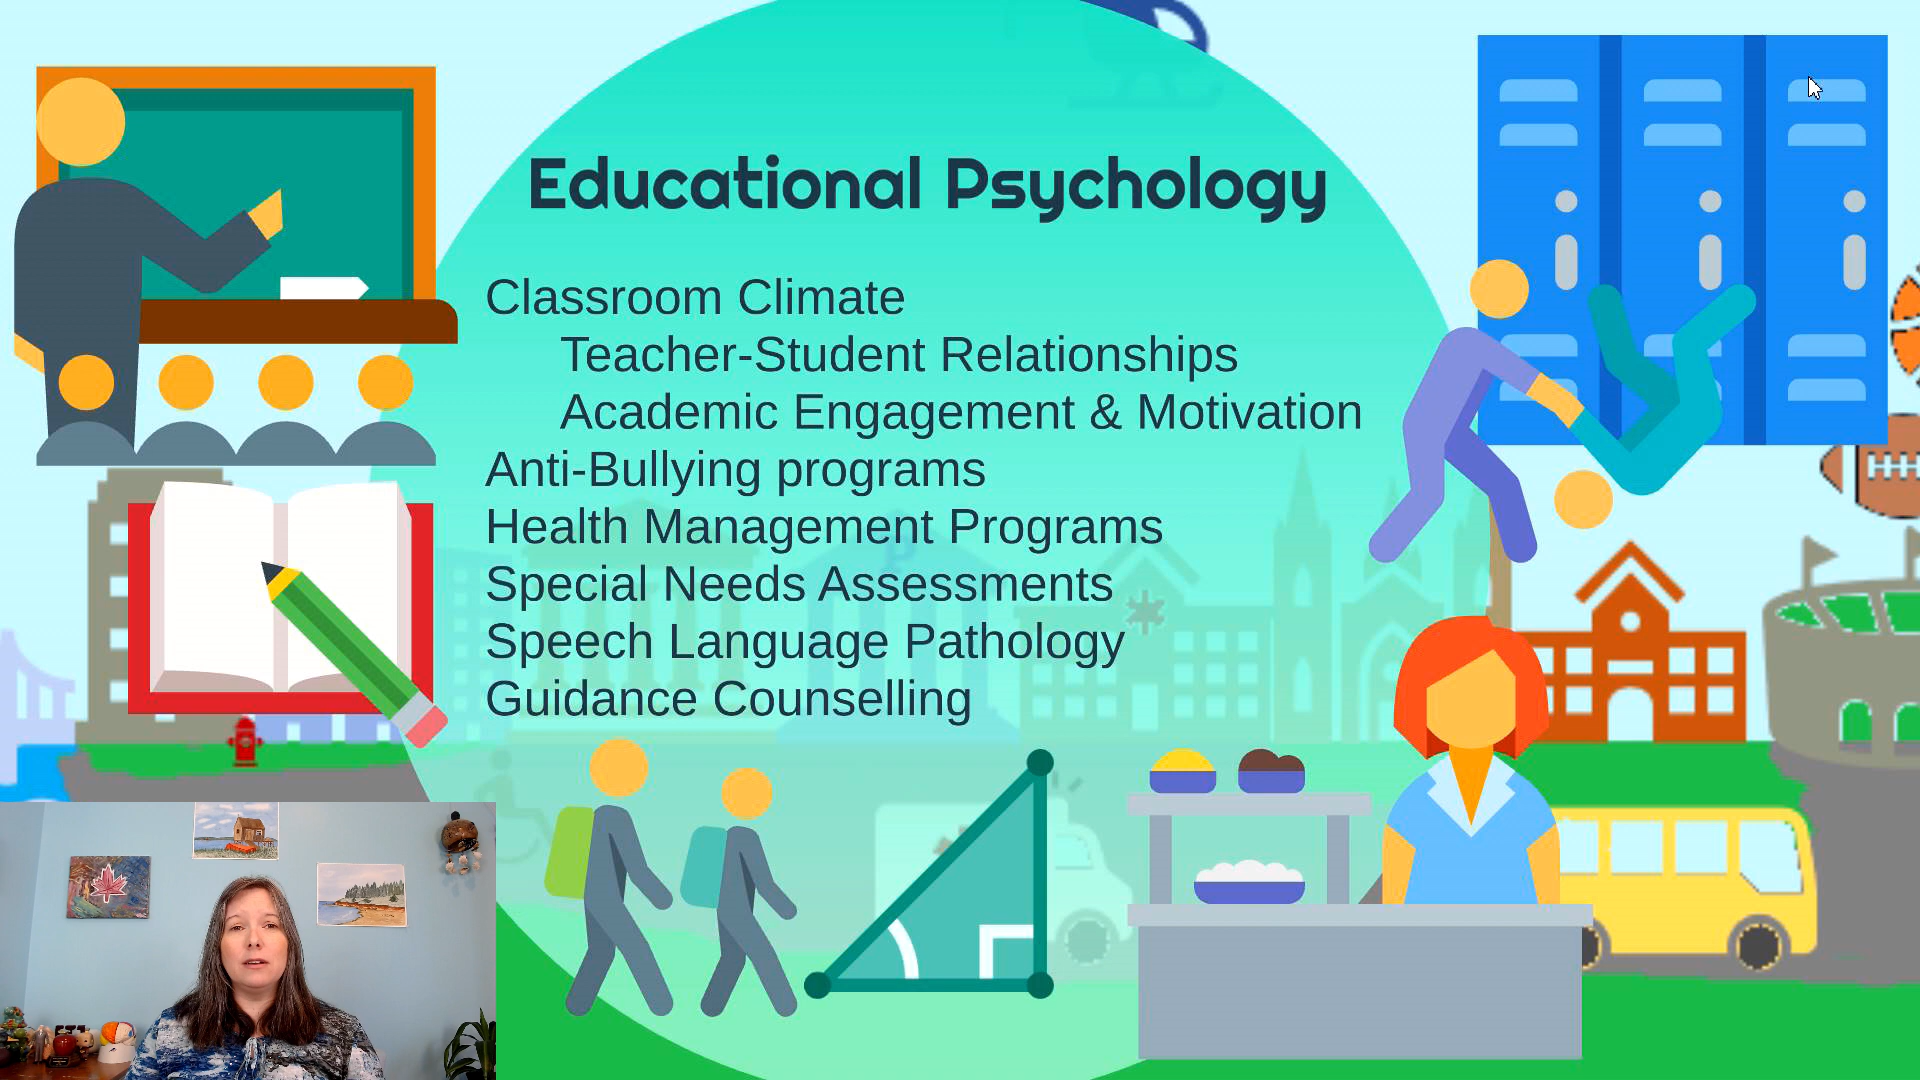 Educational Psychology
Classroom Climate
Teacher-Student Relationships
Academic Engagement & Motivation
Anti-Bullying programs
Health Management Programs
Special Needs Assessments
Speech Language Pathology
Guidance Counselling